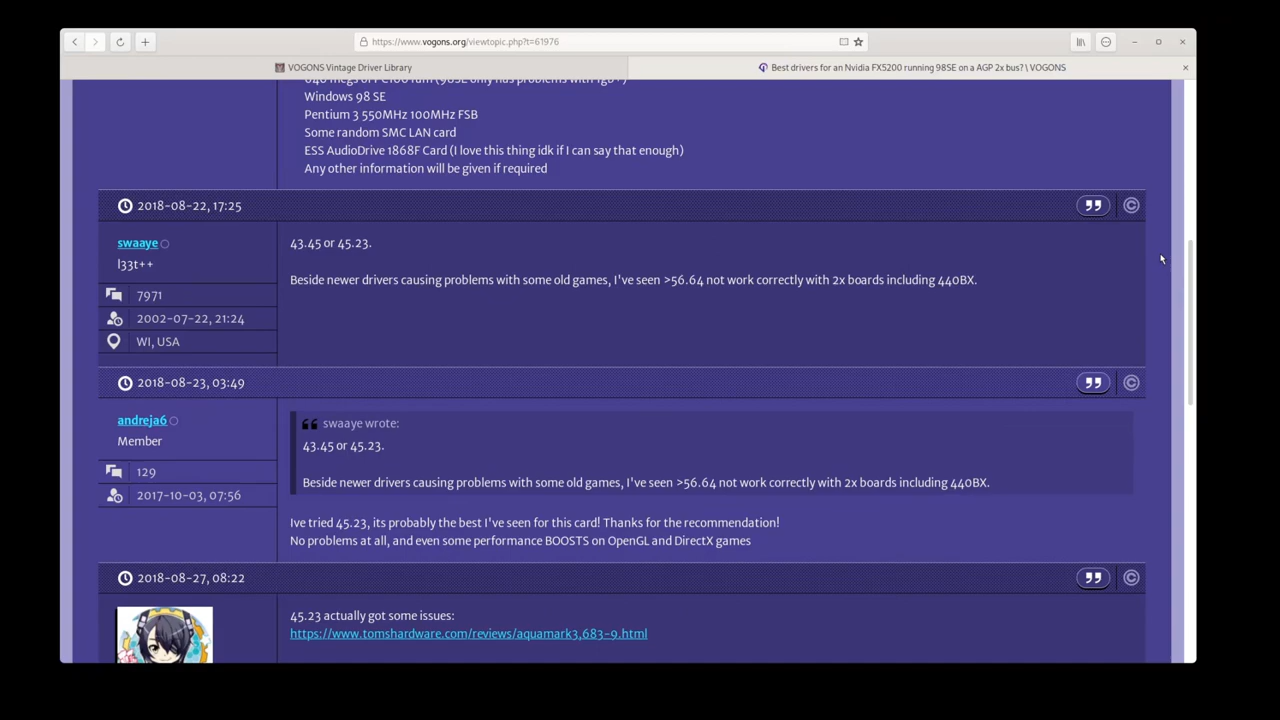 https://www.vogons.org/viewtopic.php?t=61976
VOGONS Vintage Driver Library
Best drivers for an Nvidia FX5200 running 98SE on a AGP 2x bus? \ VOGONS
Windows 98 SE
Pentium 3 550MHz 100MHz FSB
Some random SMC LAN card
ESS AudioDrive 1868F Card (I love this thing idk if I can say that enough)
Any other information will be given if required
2018-08-22, 17:25
swaaye
l33t++
7971
2002-07-22, 21:24
WI, USA
43.45 or 45.23.
Beside newer drivers causing problems with some old games, I've seen >56.64 not work correctly with 2x boards including 440BX.
2018-08-23, 03:49
andreja6
Member
129
2017-10-03, 07:56
swaaye wrote:
43.45 or 45.23.
Beside newer drivers causing problems with some old games, I've seen >56.64 not work correctly with 2x boards including 440BX.
Ive tried 45.23, its probably the best I've seen for this card! Thanks for the recommendation!
No problems at all, and even some performance BOOSTS on OpenGL and DirectX games
2018-08-27, 08:22
45.23 actually got some issues:
https://www.tomshardware.com/reviews/aquamark3,683-9.html